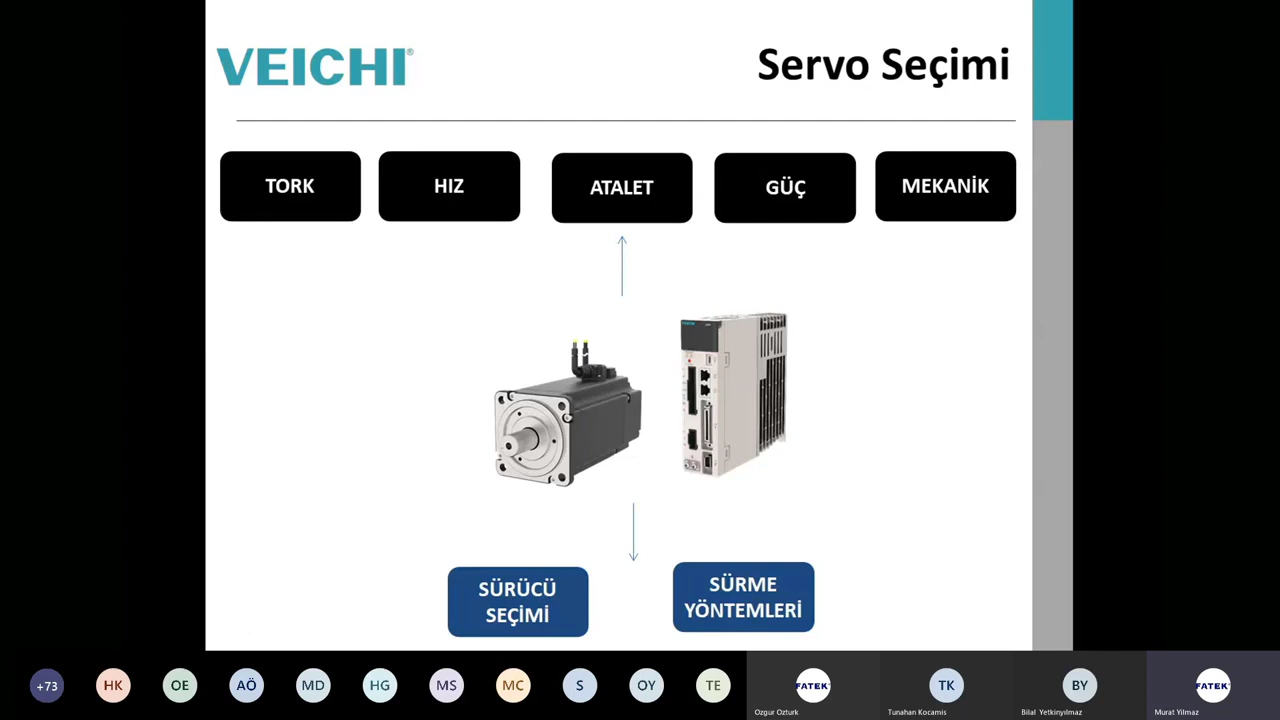 VEICHI®
Servo Seçimi
TORK
HIZ
ATALET
GÜÇ
MEKANİK
SÜRÜCÜ
SEÇİMİ
SÜRME
YÖNTEMLERİ
+73
HK
OE
AÖ
MD
HG
MS
MC
S
OY
TE
FATEK
Ozgur Ozturk
TK
Tunahan Kocamis
BY
Bilal Yetkinyılmaz
FATEK
Murat Yilmaz